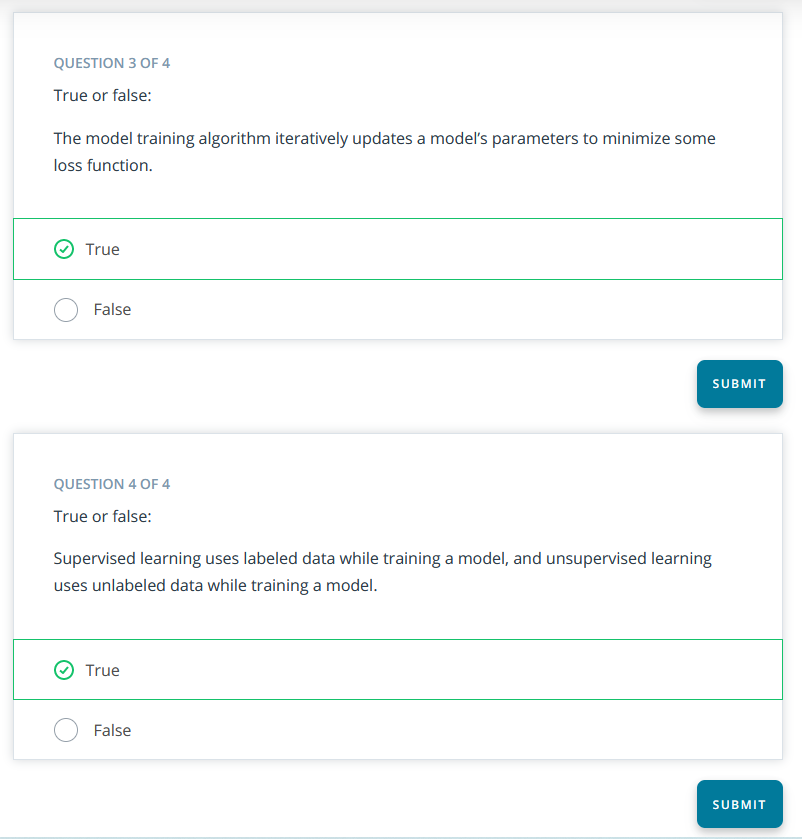 QUESTION 3 OF 4
True or false:
The model training algorithm iteratively updates a model’s parameters to minimize some
loss function.
True
False
SUBMIT
QUESTION 4 OF 4
True or false:
Supervised learning uses labeled data while training a model, and unsupervised learning
uses unlabeled data while training a model.
True
False
SUBMIT